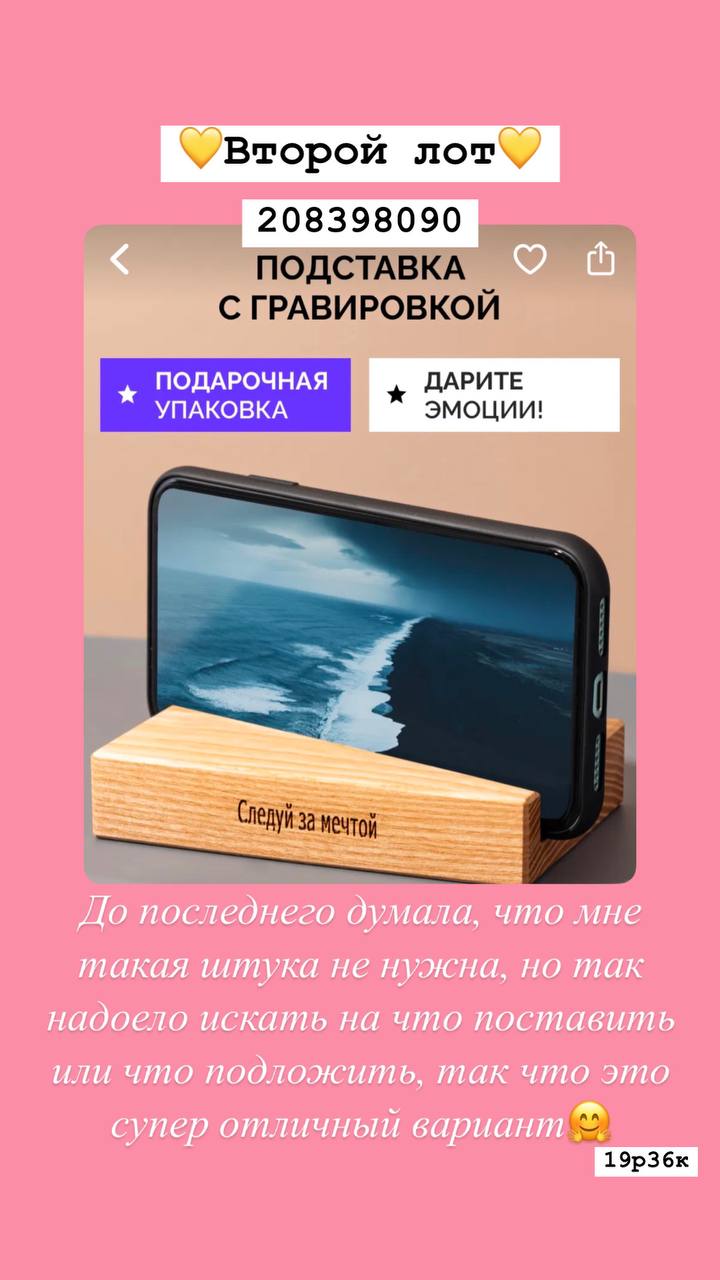 💛Второй лот💛
208398090
ПОДСТАВКА
С ГРАВИРОВКОЙ
ПОДАРОЧНАЯ
УПАКОВКА
ДАРИТЕ
ЭМОЦИИ!
Следуй за мечтой
До последнего думала, что мне
такая штука не нужна, но так
надоело искать на что поставить
или что подложить, так что это
супер отличный вариант🤗
19р36к